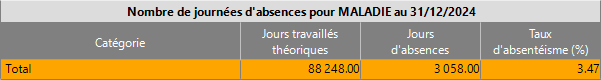 Nombre de journées d'absences pour MALADIE au 31/12/2024
Catégorie
Jours travaillés
théoriques
Jours
d'absences
Taux
d'absentéisme (%)
Total 88 248.00 3 058.00 3.47